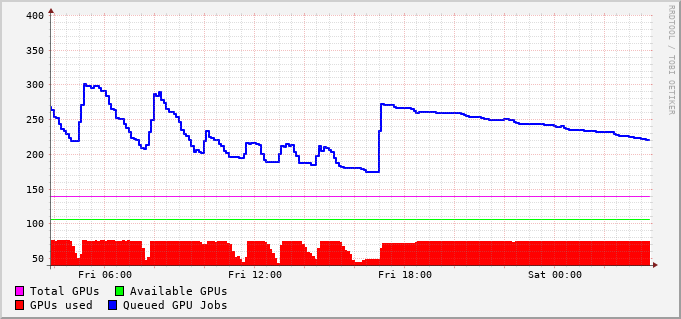 400
350
300
250
200
150
100
50
Fri 06:00 Fri 12:00 Fri 18:00 Sat 00:00
Total GPUs Available GPUs
GPUs used Queued GPU Jobs
RRDTOOL / TOBI OETIKER